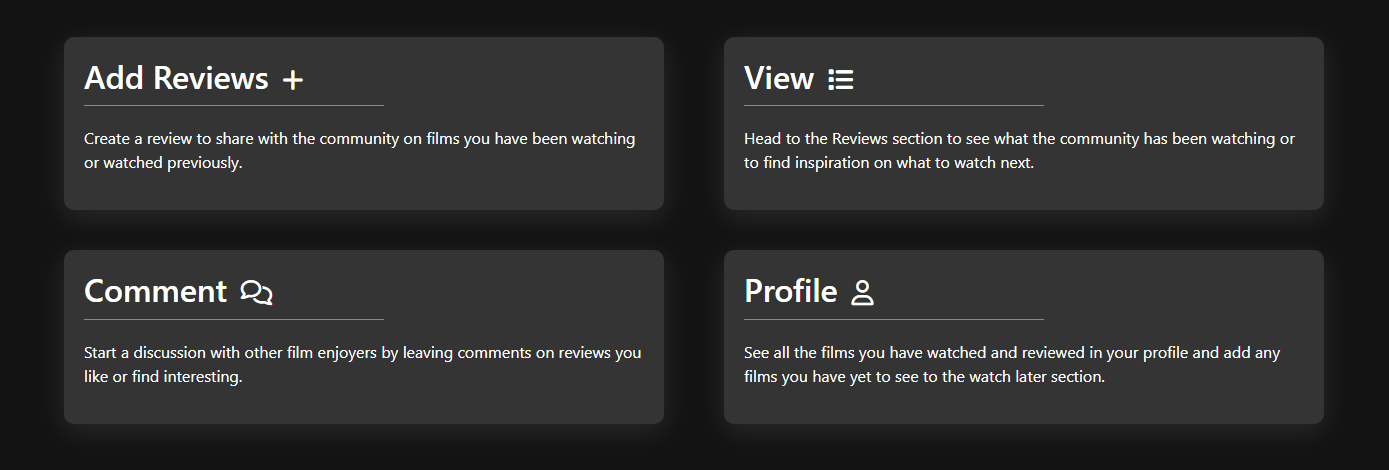 Add Reviews
Create a review to share with the community on films you have been watching
or watched previously.
View
Head to the Reviews section to see what the community has been watching or
to find inspiration on what to watch next.
Comment
Start a discussion with other film enjoyers by leaving comments on reviews you
like or find interesting.
Profile
See all the films you have watched and reviewed in your profile and add any
films you have yet to see to the watch later section.